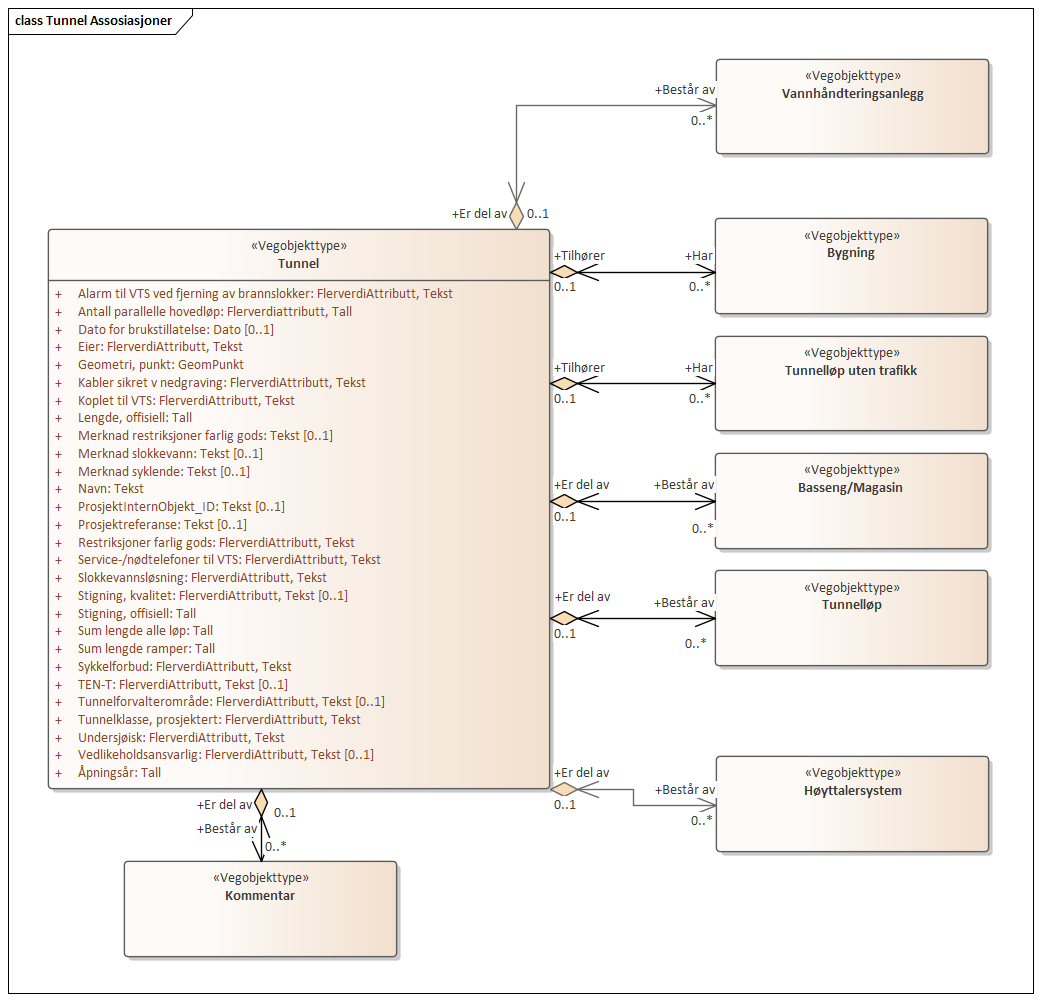 class Tunnel Assosiasjoner
«Vegobjekttype»
Vannhåndteringsanlegg
+Består av
0..*
+Er del av
0..1
«Vegobjekttype»
Tunnel
+ Alarm til VTS ved fjerning av brannslokker: FlerverdiAttributt, Tekst
+ Antall parallelle hovedløp: Flerverdiattributt, Tall
+ Dato for brukstillatelse: Dato [0..1]
+ Eier: FlerverdiAttributt, Tekst
+ Geometri, punkt: GeomPunkt
+ Kabler sikret v nedgraving: FlerverdiAttributt, Tekst
+ Koplet til VTS: FlerverdiAttributt, Tekst
+ Lengde, offisiell: Tall
+ Merknad restriksjoner farlig gods: Tekst [0..1]
+ Merknad slokkevann: Tekst [0..1]
+ Merknad syklende: Tekst [0..1]
+ Navn: Tekst
+ ProsjektInternObjekt_ID: Tekst [0..1]
+ Prosjektreferanse: Tekst [0..1]
+ Restriksjoner farlig gods: FlerverdiAttributt, Tekst
+ Service-/nødtelefoner til VTS: FlerverdiAttributt, Tekst
+ Slokkevannsløsning: FlerverdiAttributt, Tekst
+ Stigning, kvalitet: FlerverdiAttributt, Tekst [0..1]
+ Stigning, offisiell: Tall
+ Sum lengde alle løp: Tall
+ Sum lengde ramper: Tall
+ Sykkelforbud: FlerverdiAttributt, Tekst
+ TEN-T: FlerverdiAttributt, Tekst [0..1]
+ Tunnelforvalterområde: FlerverdiAttributt, Tekst [0..1]
+ Tunnelklasse, prosjektert: FlerverdiAttributt, Tekst
+ Undersjøisk: FlerverdiAttributt, Tekst
+ Vedlikeholdsansvarlig: FlerverdiAttributt, Tekst [0..1]
+ Åpningsår: Tall
+Tilhører
0..1
+Har
0..*
«Vegobjekttype»
Bygning
+Tilhører
0..1
+Har
0..*
«Vegobjekttype»
Tunnelløp uten trafikk
+Er del av
0..1
+Består av
0..*
«Vegobjekttype»
Basseng/Magasin
+Er del av
0..1
+Består av
0..*
«Vegobjekttype»
Tunnelløp
+Er del av
0..1
+Består av
0..*
«Vegobjekttype»
Høyttalersystem
+Er del av
0..1
+Består av
0..*
«Vegobjekttype»
Kommentar